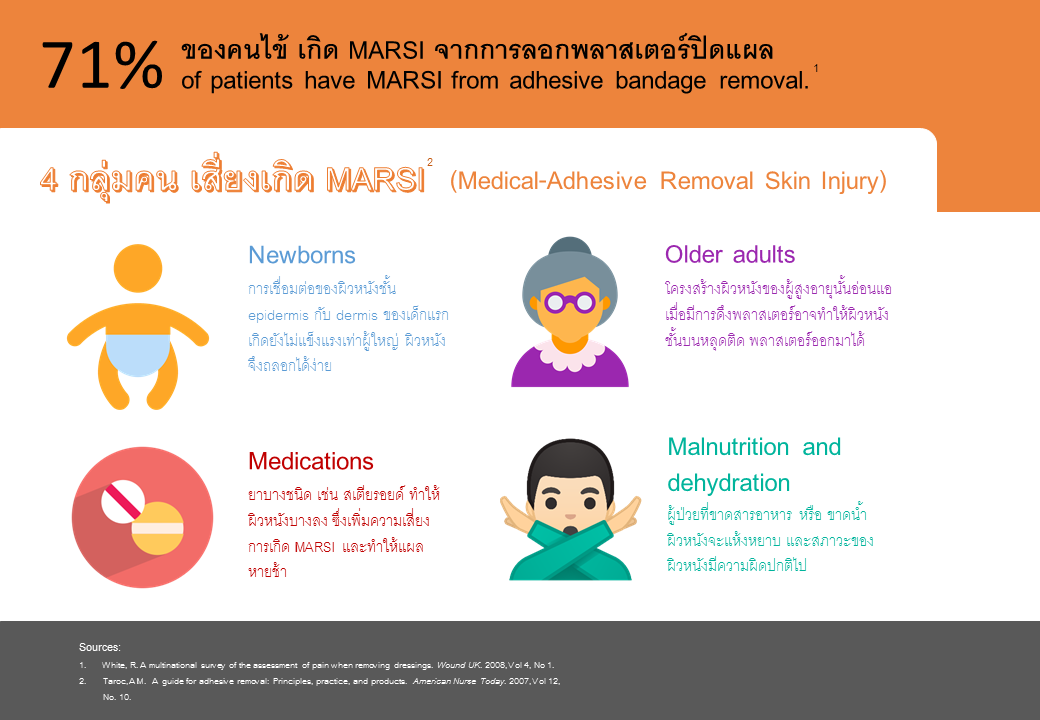 71%
ของคนไข้ เกิด MARSI จากการลอกพลาสเตอร์ปิดแผล
of patients have MARSI from adhesive bandage removal. 1
4 กลุ่มคน เสี่ยงเกิด MARSI 2 (Medical-Adhesive Removal Skin Injury)
Newborns
การเชื่อมต่อของผิวหนังชั้น
epidermis กับ dermis ของเด็กแรก
เกิดยังไม่แข็งแรงเท่าผู้ใหญ่ ผิวหนัง
จึงถลอกได้ง่าย
Older adults
โครงสร้างผิวหนังของผู้สูงอายุนั้นอ่อนแอ
เมื่อมีการดึงพลาสเตอร์อาจทำให้ผิวหนัง
ชั้นบนหลุดติด พลาสเตอร์ออกมาได้
Medications
ยาบางชนิด เช่น สเตียรอยด์ ทำให้
ผิวหนังบางลง ซึ่งเพิ่มความเสี่ยง
การเกิด MARSI และทำให้แผล
หายช้า
Malnutrition and
dehydration
ผู้ป่วยที่ขาดสารอาหาร หรือ ขาดน้ำ
ผิวหนังจะแห้งหยาบ และสภาวะของ
ผิวหนังมีความผิดปกติไป
Sources:
1. White, R. A multinational survey of the assessment of pain when removing dressings. Wound UK. 2008, Vol 4, No 1.
2. Taroc, AM. A guide for adhesive removal: Principles, practice, and products. American Nurse Today. 2007, Vol 12,
No. 10.